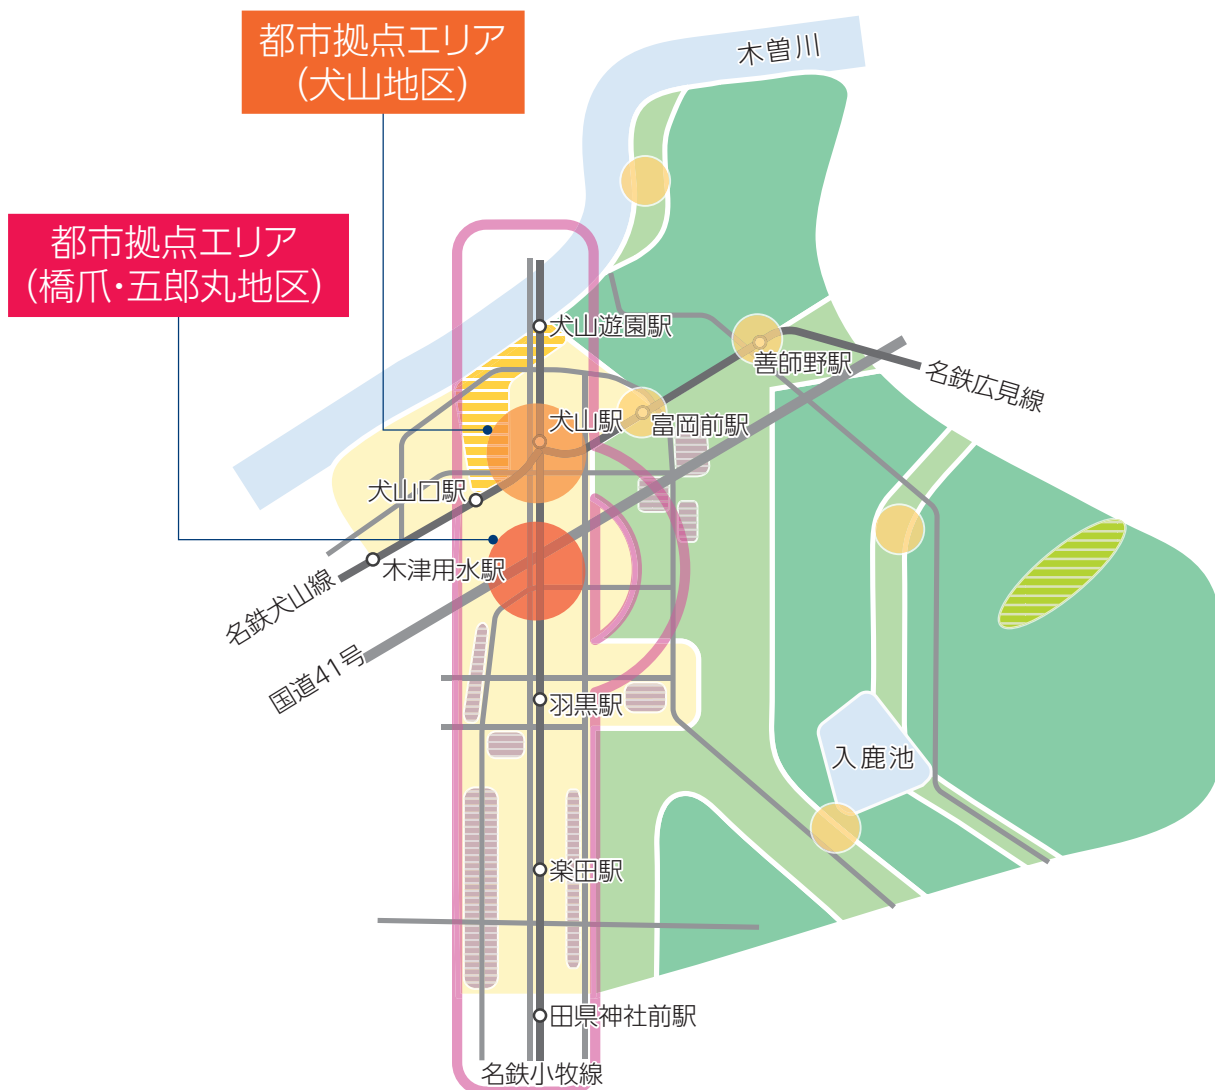 都市拠点エリア
(犬山地区)
木曽川
都市拠点エリア
(橋爪・五郎丸地区)
犬山遊園駅
善師野駅
名鉄広見線
犬山駅
富岡前駅
犬山口駅
木津用水駅
名鉄犬山線
国道41号
羽黒駅
入鹿池
楽田駅
田県神社前駅
名鉄小牧線